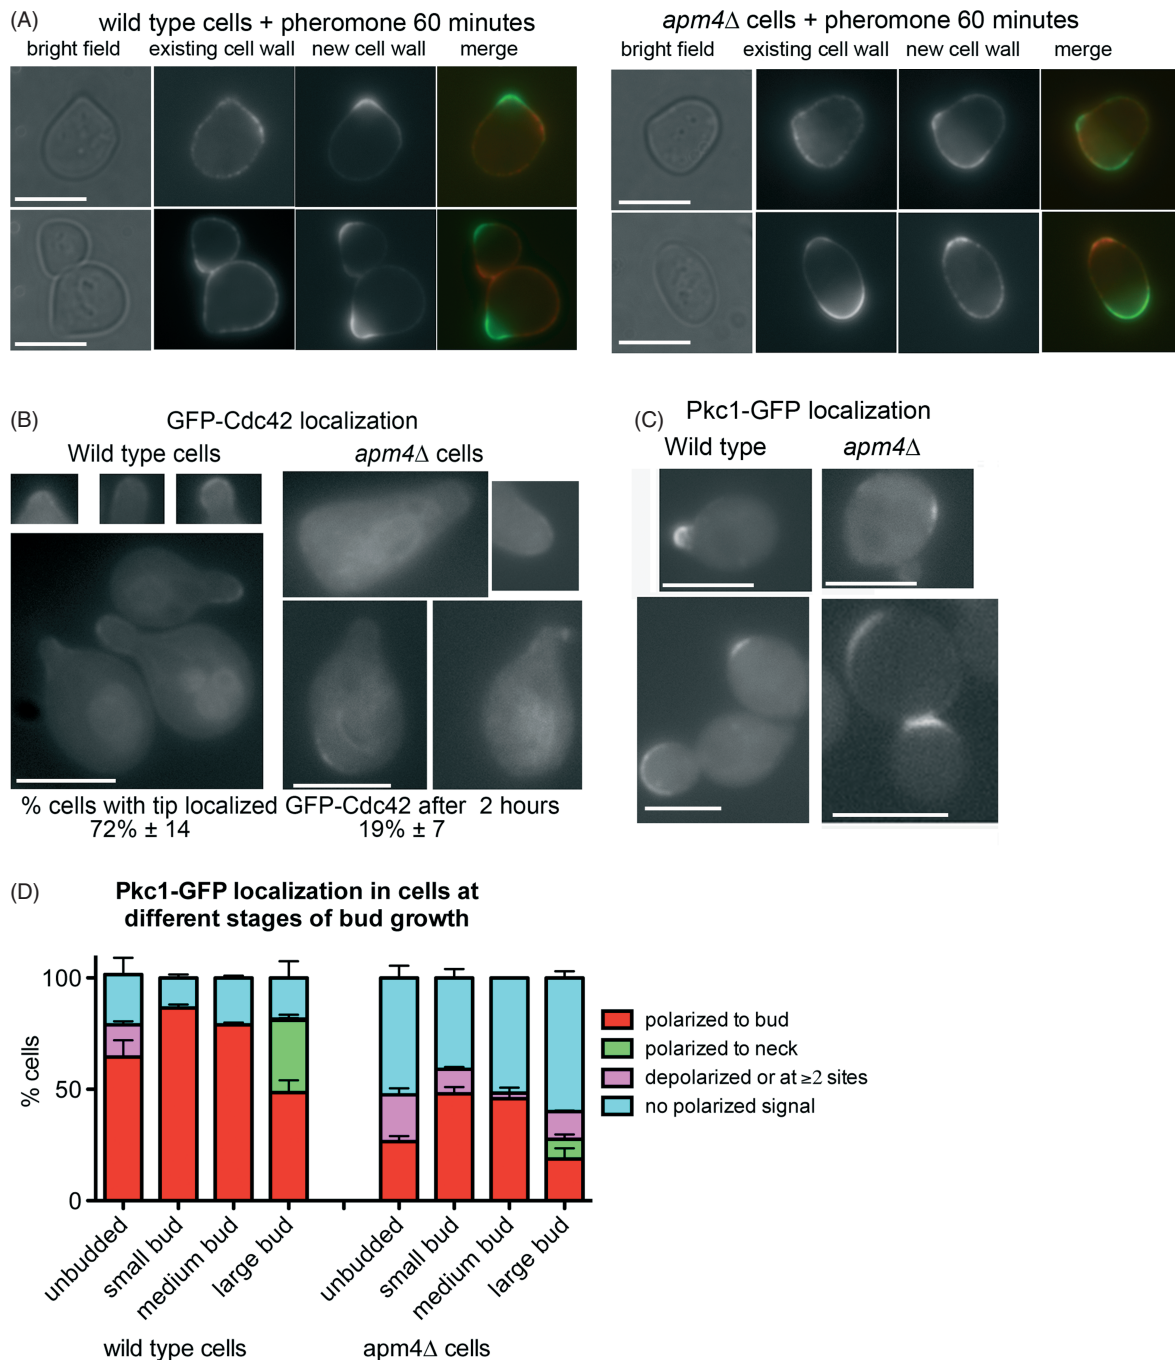 (A)
wild type cells + pheromone 60 minutes
bright field existing cell wall new cell wall merge
apm4Δ cells + pheromone 60 minutes
bright field existing cell wall new cell wall merge
(B)
GFP-Cdc42 localization
Wild type cells apm4Δ cells
% cells with tip localized GFP-Cdc42 after 2 hours
72% ± 14 19% ± 7
(C)
Pkc1-GFP localization
Wild type apm4Δ
(D)
Pkc1-GFP localization in cells at
different stages of bud growth
% cells
100
50
0
unbudded
small bud
medium bud
large bud
unbudded
small bud
medium bud
large bud
wild type cells apm4Δ cells
polarized to bud
polarized to neck
depolarized or at ≥2 sites
no polarized signal